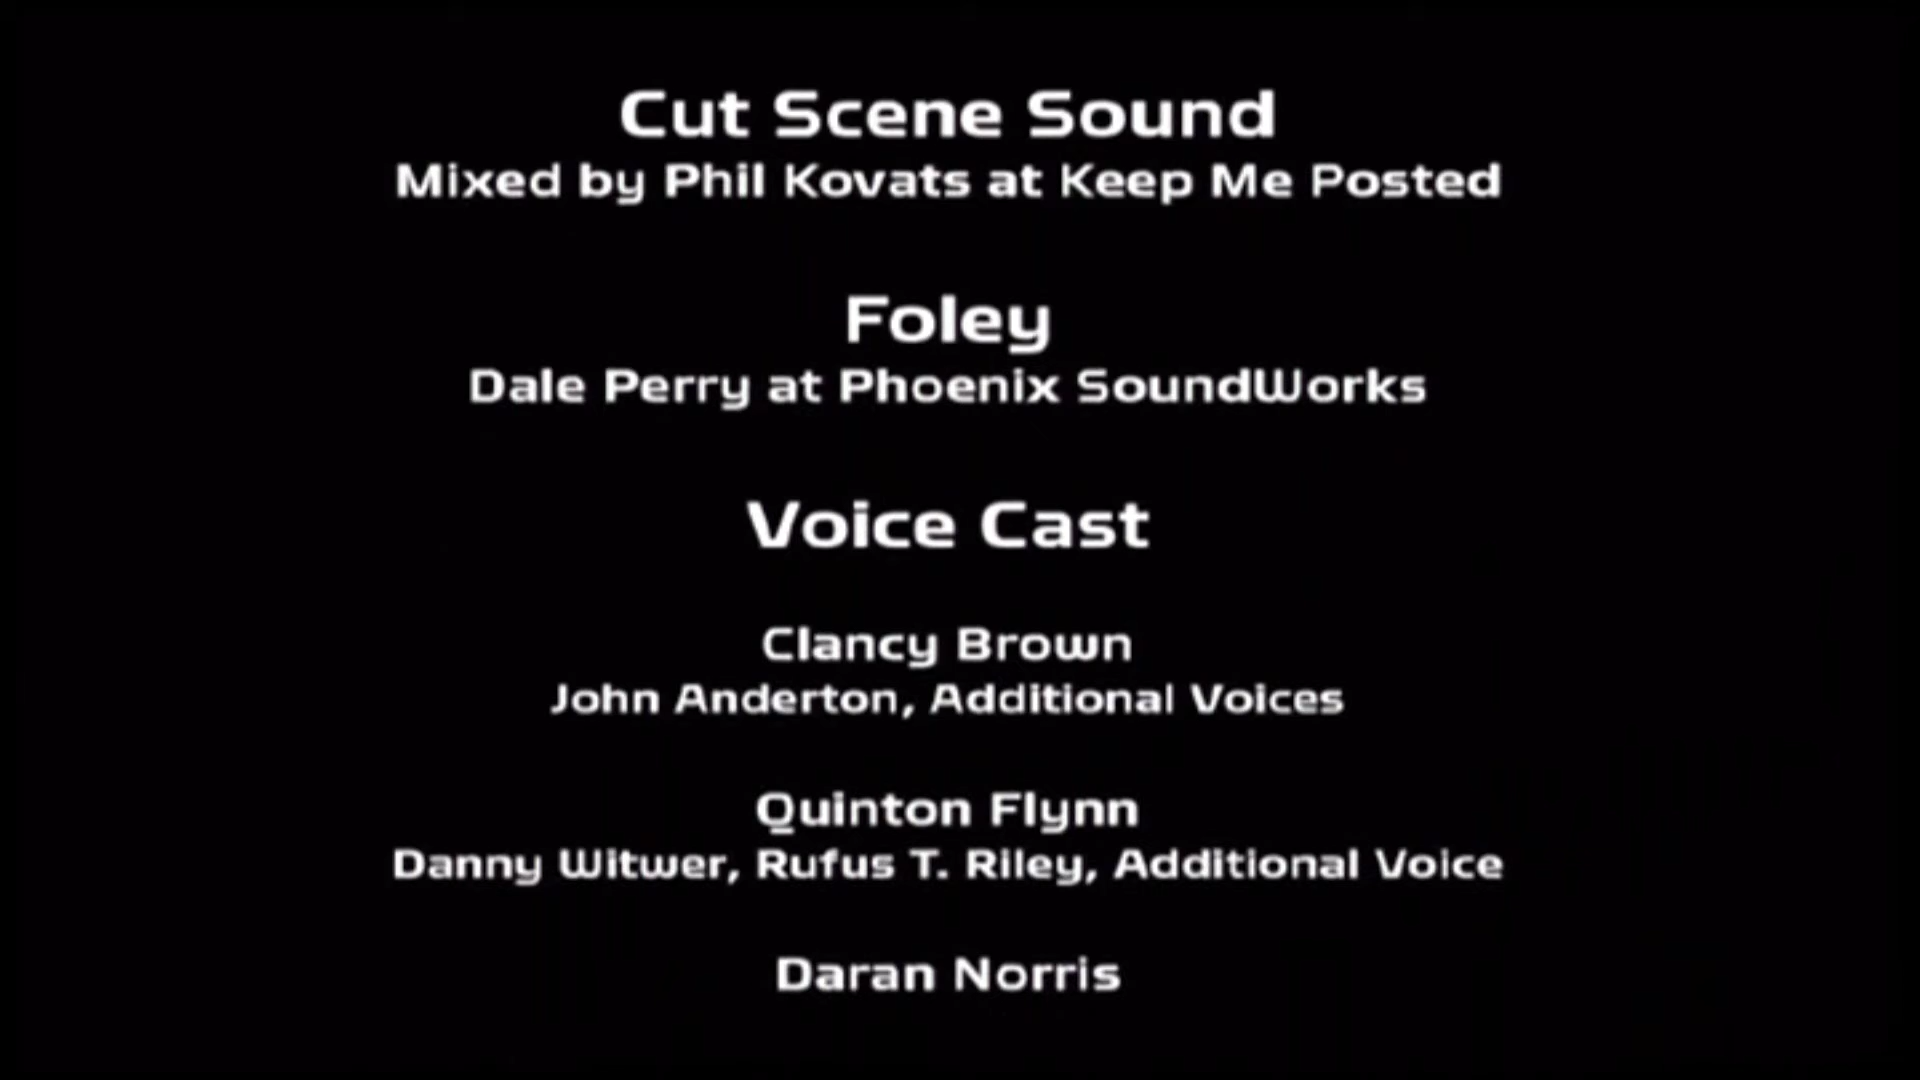 Cut Scene Sound
Mixed by Phil Kovats at Keep Me Posted
Foley
Dale Perry at Phoenix SoundWorks
Voice Cast
Clancy Brown
John Anderton, Additional Voices
Quinton Flynn
Danny Witwer, Rufus T. Riley, Additional Voice
Daran Norris